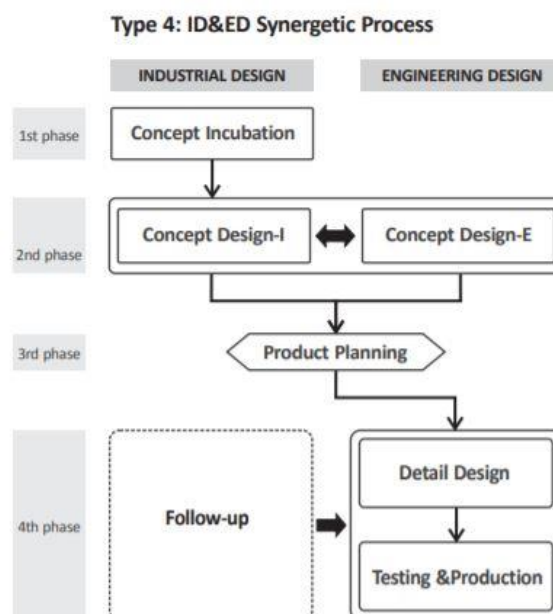 Type 4: ID&ED Synergetic Process
INDUSTRIAL DESIGN
ENGINEERING DESIGN
1st phase
Concept Incubation
2nd phase
Concept Design-I
Concept Design-E
3rd phase
Product Planning
4th phase
Follow-up
Detail Design
Testing &Production